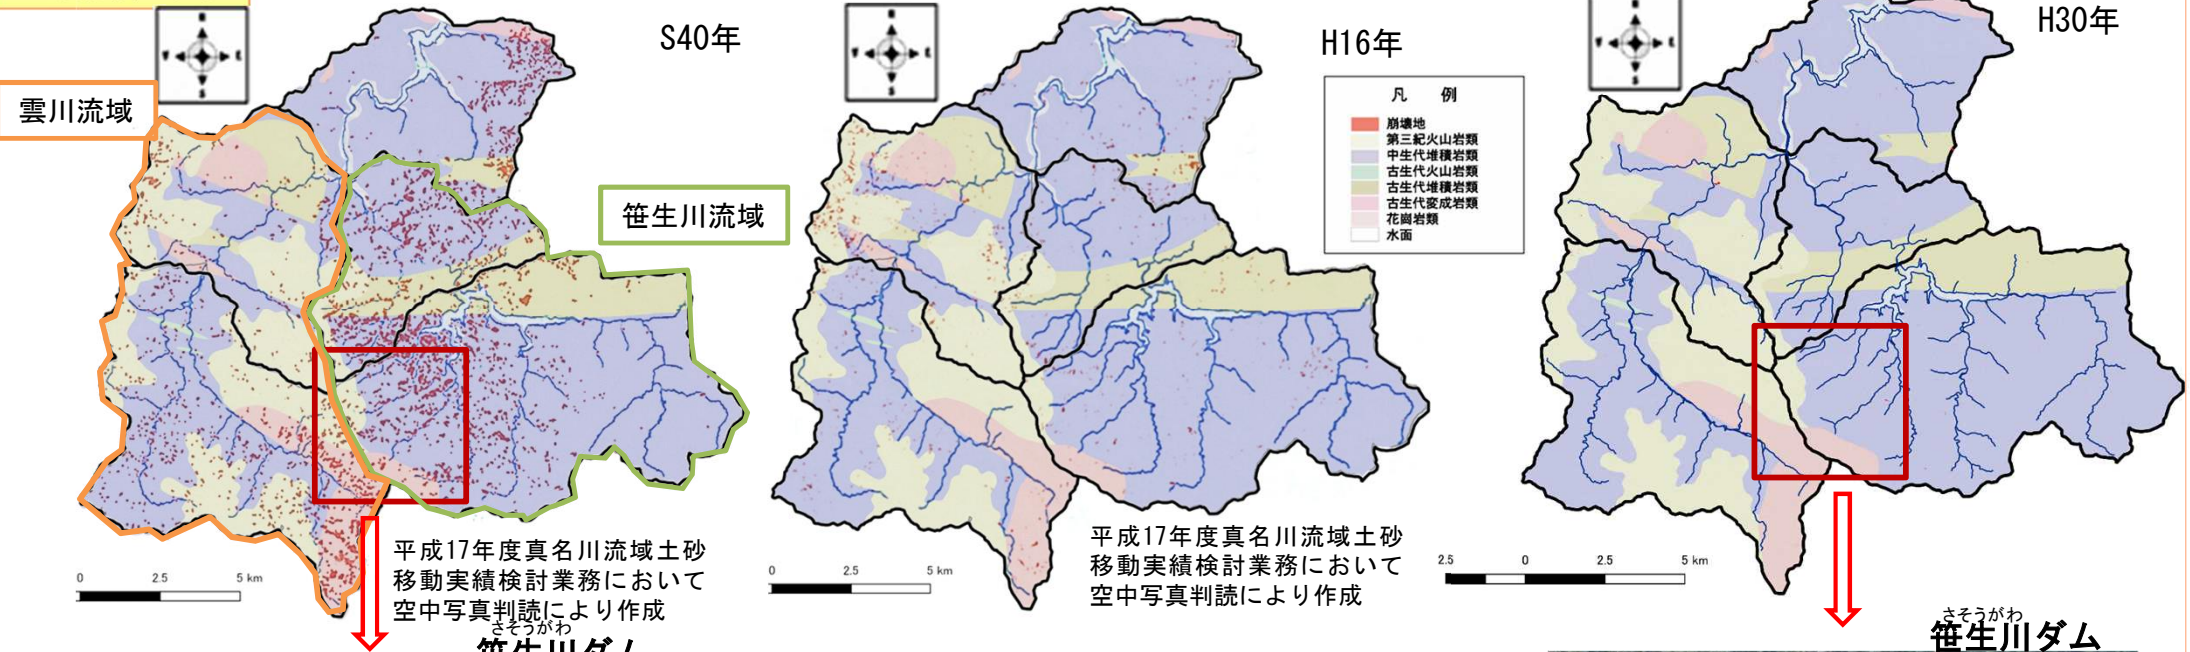 S40年
H16年
H30年
雲川流域
笹生川流域
凡 例
崩壊地
第三紀火山岩類
中生代堆積岩類
古生代火山岩類
古生代堆積岩類
古生代変成岩類
花崗岩類
水面
0 2.5 5 km
平成17年度真名川流域土砂
移動実績検討業務において
空中写真判読により作成
さそうがわ
笹生川ダム
0 2.5 5 km
平成17年度真名川流域土砂
移動実績検討業務において
空中写真判読により作成
2.5 0 2.5 5 km
さそうがわ
笹生川ダム